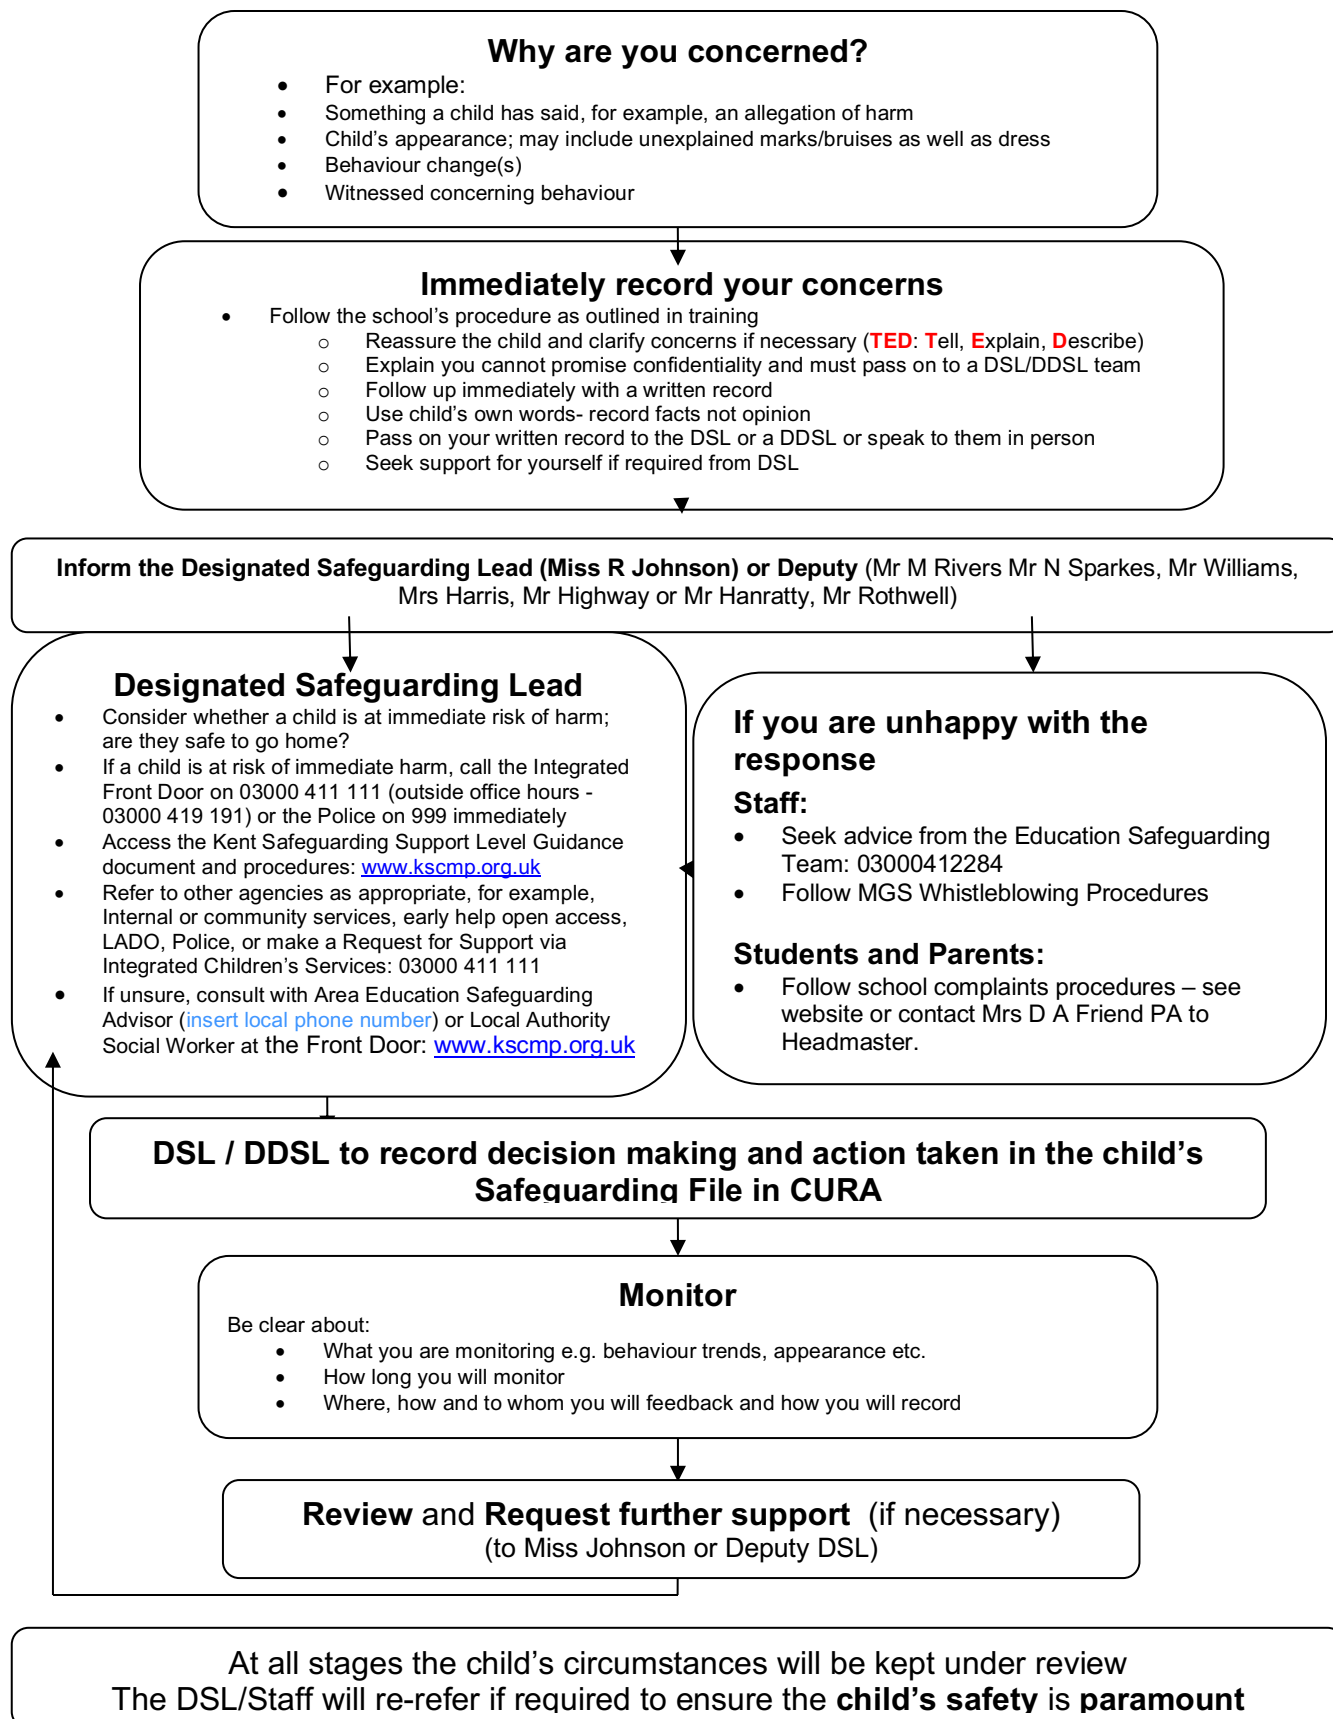 Why are you concerned?
• For example:
• Something a child has said, for example, an allegation of harm
• Child's appearance; may include unexplained marks/bruises as well as dress
• Behaviour change(s)
• Witnessed concerning behaviour
Immediately record your concerns
• Follow the school's procedure as outlined in training
o Reassure the child and clarify concerns if necessary (TED: Tell, Explain, Describe)
o Explain you cannot promise confidentiality and must pass on to a DSL/DDSL team
o Follow up immediately with a written record
o Use child's own words- record facts not opinion
o Pass on your written record to the DSL or a DDSL or speak to them in person
o Seek support for yourself if required from DSL
Inform the Designated Safeguarding Lead (Miss R Johnson) or Deputy (Mr M Rivers Mr N Sparkes, Mr Williams,
Mrs Harris, Mr Highway or Mr Hanratty, Mr Rothwell)
Designated Safeguarding Lead
• Consider whether a child is at immediate risk of harm;
are they safe to go home?
• If a child is at risk of immediate harm, call the Integrated
Front Door on 03000 411 111 (outside office hours -
03000 419 191) or the Police on 999 immediately
• Access the Kent Safeguarding Support Level Guidance
document and procedures: www.kscmp.org.uk
• Refer to other agencies as appropriate, for example,
Internal or community services, early help open access,
LADO, Police, or make a Request for Support via
Integrated Children's Services: 03000 411 111
• If unsure, consult with Area Education Safeguarding
Advisor (insert local phone number) or Local Authority
Social Worker at the Front Door: www.kscmp.org.uk
If you are unhappy with the
response
Staff:
• Seek advice from the Education Safeguarding
Team: 03000412284
• Follow MGS Whistleblowing Procedures
Students and Parents:
• Follow school complaints procedures – see
website or contact Mrs D A Friend PA to
Headmaster.
DSL / DDSL to record decision making and action taken in the child's
Safeguarding File in CURA
Monitor
Be clear about:
• What you are monitoring e.g. behaviour trends, appearance etc.
• How long you will monitor
• Where, how and to whom you will feedback and how you will record
Review and Request further support (if necessary)
(to Miss Johnson or Deputy DSL)
At all stages the child's circumstances will be kept under review
The DSL/Staff will re-refer if required to ensure the child's safety is paramount